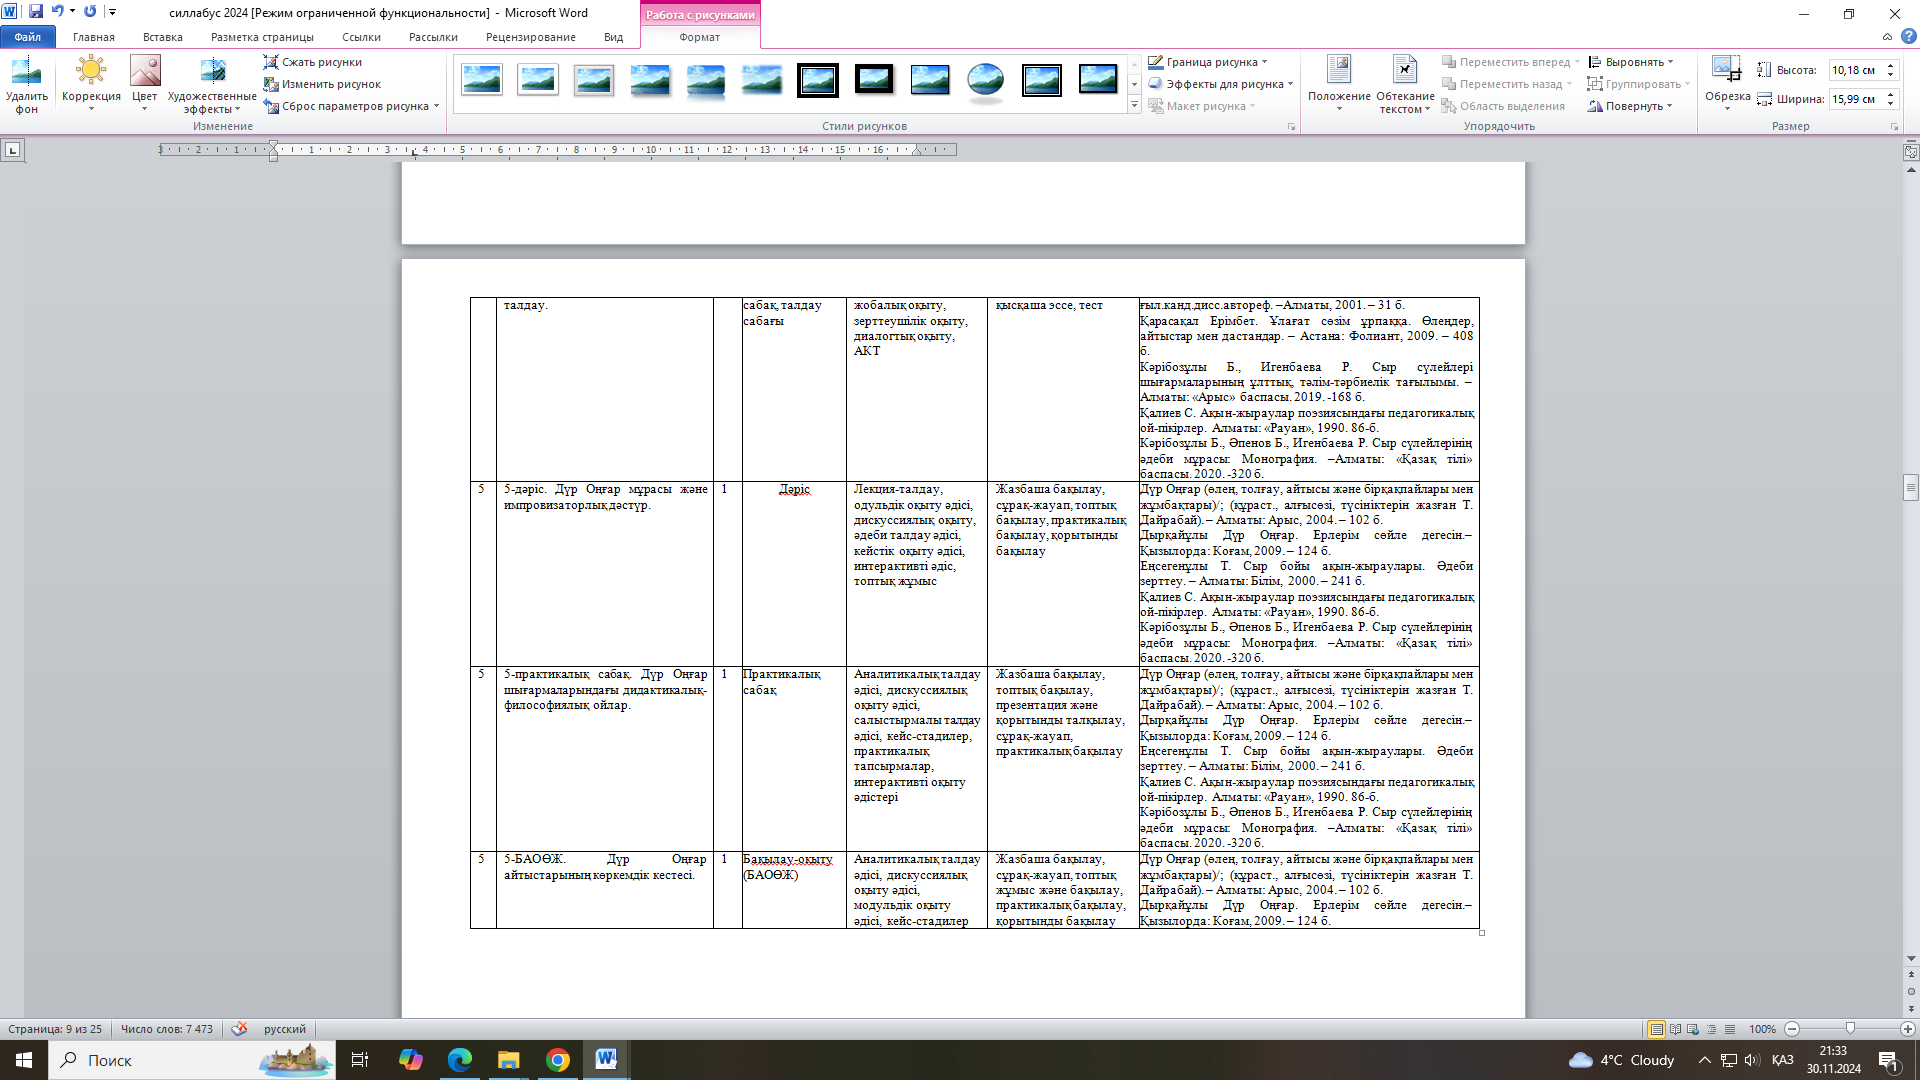 силлабус 2024 [Режим ограниченной функциональности] - Microsoft Word
Работа с рисунками
Файл Главная Вставка Разметка страницы Ссылки Рассылки Рецензирование Вид Формат
Удалить фон
Коррекция
Цвет
Художественные эффекты
Сжать рисунки
Изменить рисунок
Сброс параметров рисунка
Изменение
Стили рисунков
Граница рисунка
Эффекты для рисунка
Макет рисунка
Положение
Обтекание текстом
Переместить вперед
Переместить назад
Область выделения
Выровнять
Группировать
Повернуть
Упорядочить
Обрезка
Высота: 10,18 см
Ширина: 15,99 см
Размер
3 2 1 1 2 3 4 5 6 7 8 9 10 11 12 13 14 15 16
талдау.
сабақ, талдау
сабағы
жобалық оқыту,
зерттеушілік оқыту,
диалогтық оқыту,
АКТ
қысқаша эссе, тест
ғыл.канд.дисс.автореф. –Алматы, 2001. – 31 б.
Қарасақал Ерімбет. Ұлағат сөзім ұрпаққа. Өлеңдер,
айтыстар мен дастандар. – Астана: Фолиант, 2009. – 408
б.
Кәрібозұлы Б., Игенбаева Р. Сыр сүлейлері
шығармаларының ұлттық, тәлім-тәрбиелік тағылымы. –
Алматы: «Арыс» баспасы. 2019. -168 б.
Қалиев С. Ақын-жыраулар поэзиясындағы педагогикалық
ой-пікірлер. Алматы: «Рауан», 1990. 86-б.
Кәрібозұлы Б., Әпенов Б., Игенбаева Р. Сыр сүлейлерінің
әдеби мұрасы: Монография. –Алматы: «Қазақ тілі»
баспасы. 2020. -320 б.
5
5-дәріс. Дүр Оңғар мұрасы және
импровизаторлық дәстүр.
1
Дәріс
Лекция-талдау,
одульдік оқыту әдісі,
дискуссиялық оқыту,
әдеби талдау әдісі,
кейстік оқыту әдісі,
интерактивті әдіс,
топтық жұмыс
Жазбаша бақылау,
сұрақ-жауап, топтық
бақылау, практикалық
бақылау, қорытынды
бақылау
Дүр Оңғар (өлең, толғау, айтысы және бірқақпайлары мен
жұмбақтары)/; (құраст., алғысөзі, түсініктерін жазған Т.
Дайрабай). – Алматы: Арыс, 2004. – 102 б.
Дырқайұлы Дүр Оңғар. Ерлерім сөйле дегесін.–
Қызылорда: Қоғам, 2009. – 124 б.
Еңсегенұлы Т. Сыр бойы ақын-жыраулары. Әдеби
зерттеу. – Алматы: Білім, 2000. – 241 б.
Қалиев С. Ақын-жыраулар поэзиясындағы педагогикалық
ой-пікірлер. Алматы: «Рауан», 1990. 86-б.
Кәрібозұлы Б., Әпенов Б., Игенбаева Р. Сыр сүлейлерінің
әдеби мұрасы: Монография. –Алматы: «Қазақ тілі»
баспасы. 2020. -320 б.
5
5-практикалық сабақ. Дүр Оңғар
шығармаларындағы дидактикалық-
философиялық ойлар.
1
Практикалық
сабақ
Аналитикалық талдау
әдісі, дискуссиялық
оқыту әдісі,
салыстырмалы талдау
әдісі, кейс-стадилер,
практикалық
тапсырмалар,
интерактивті оқыту
әдістері
Жазбаша бақылау,
топтық бақылау,
презентация және
қорытынды талқылау,
сұрақ-жауап,
практикалық бақылау
Дүр Оңғар (өлең, толғау, айтысы және бірқақпайлары мен
жұмбақтары)/; (құраст., алғысөзі, түсініктерін жазған Т.
Дайрабай). – Алматы: Арыс, 2004. – 102 б.
Дырқайұлы Дүр Оңғар. Ерлерім сөйле дегесін.–
Қызылорда: Қоғам, 2009. – 124 б.
Еңсегенұлы Т. Сыр бойы ақын-жыраулары. Әдеби
зерттеу. – Алматы: Білім, 2000. – 241 б.
Қалиев С. Ақын-жыраулар поэзиясындағы педагогикалық
ой-пікірлер. Алматы: «Рауан», 1990. 86-б.
Кәрібозұлы Б., Әпенов Б., Игенбаева Р. Сыр сүлейлерінің
әдеби мұрасы: Монография. –Алматы: «Қазақ тілі»
баспасы. 2020. -320 б.
5
5-БАОӨЖ. Дүр Оңғар
айтыстарының көркемдік кестесі.
1
Бақылау-оқыту
(БАОӨЖ)
Аналитикалық талдау
әдісі, дискуссиялық
оқыту әдісі,
модульдік оқыту
әдісі, кейс-стадилер
Жазбаша бақылау,
сұрақ-жауап, топтық
жұмыс және бақылау,
практикалық бақылау,
қорытынды бақылау
Дүр Оңғар (өлең, толғау, айтысы және бірқақпайлары мен
жұмбақтары)/; (құраст., алғысөзі, түсініктерін жазған Т.
Дайрабай). – Алматы: Арыс, 2004. – 102 б.
Дырқайұлы Дүр Оңғар. Ерлерім сөйле дегесін.–
Қызылорда: Қоғам, 2009. – 124 б.
Страница: 9 из 25 Число слов: 7 473 русский 100%
Поиск
4°C Cloudy
ҚАЗ
21:33
30.11.2024
1